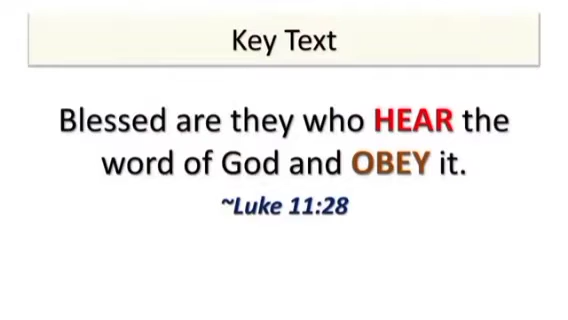 Key Text
Blessed are they who HEAR the
word of God and OBEY it.
~Luke 11:28